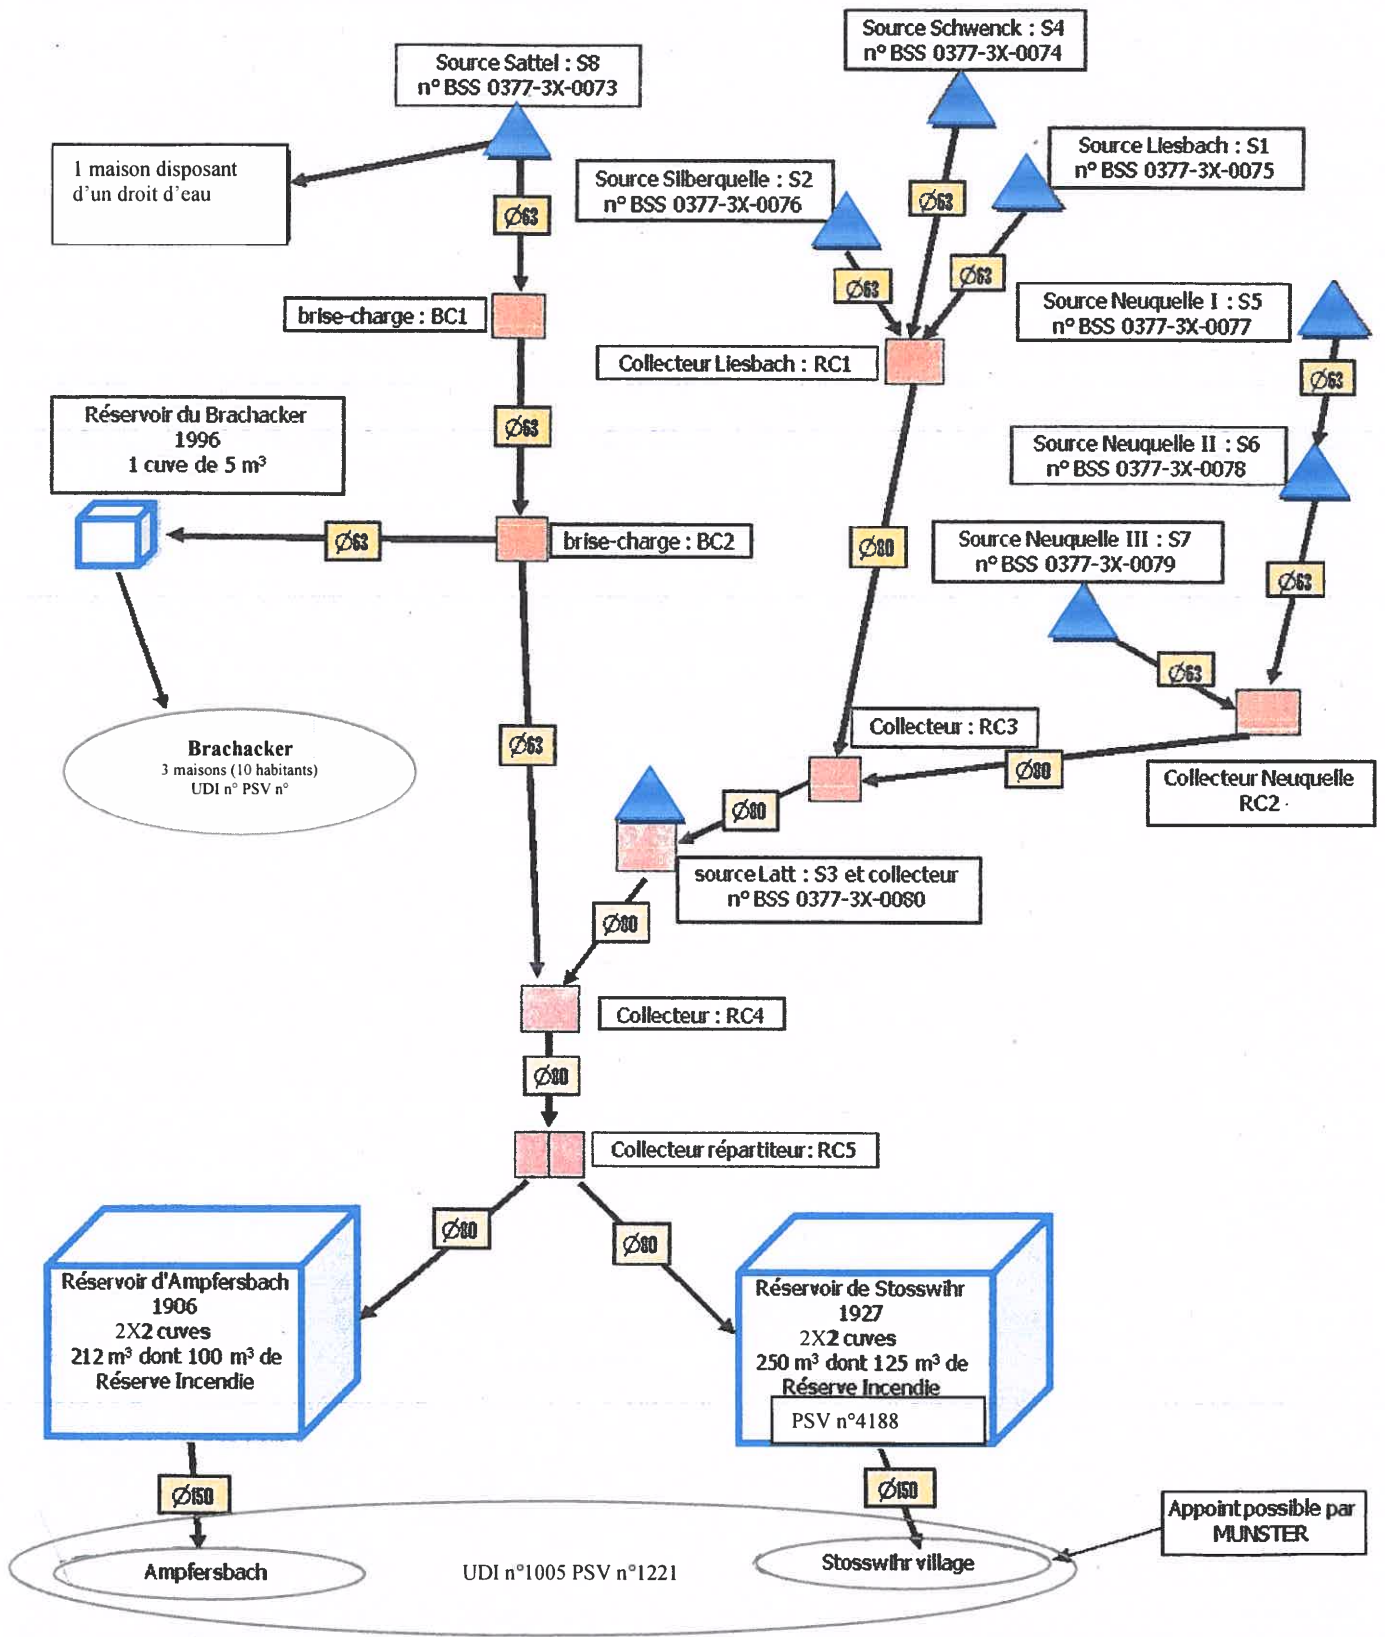 Source Schwenck : S4
n° BSS 0377-3X-0074
Source Sattel : S8
n° BSS 0377-3X-0073
1 maison disposant
d'un droit d'eau
Source Liesbach : S1
n° BSS 0377-3X-0075
Source Silberquelle : S2
n° BSS 0377-3X-0076
Ø63
Ø63
Ø63
Ø63
brise-charge : BC1
Source Neuquelle I : S5
n° BSS 0377-3X-0077
Collecteur Liesbach : RC1
Ø63
Réservoir du Brachacker
1996
1 cuve de 5 m³
Ø63
Source Neuquelle II : S6
n° BSS 0377-3X-0078
Ø63
brise-charge : BC2
Ø80
Source Neuquelle III : S7
n° BSS 0377-3X-0079
Ø63
Ø63
Collecteur : RC3
Brachacker
3 maisons (10 habitants)
UDI n° PSV n°
Ø63
Ø80
Collecteur Neuquelle
RC2
Ø80
source Latt : S3 et collecteur
n° BSS 0377-3X-0080
Ø80
Collecteur : RC4
Ø80
Collecteur répartiteur: RC5
Ø80
Ø80
Réservoir d'Ampfersbach
1906
2X2 cuves
212 m³ dont 100 m³ de
Réserve Incendie
Réservoir de Stosswihr
1927
2X2 cuves
250 m³ dont 125 m³ de
Réserve Incendie
PSV n°4188
Ø150
Ø150
Appoint possible par
MUNSTER
Ampfersbach
UDI n°1005 PSV n°1221
Stosswihr village